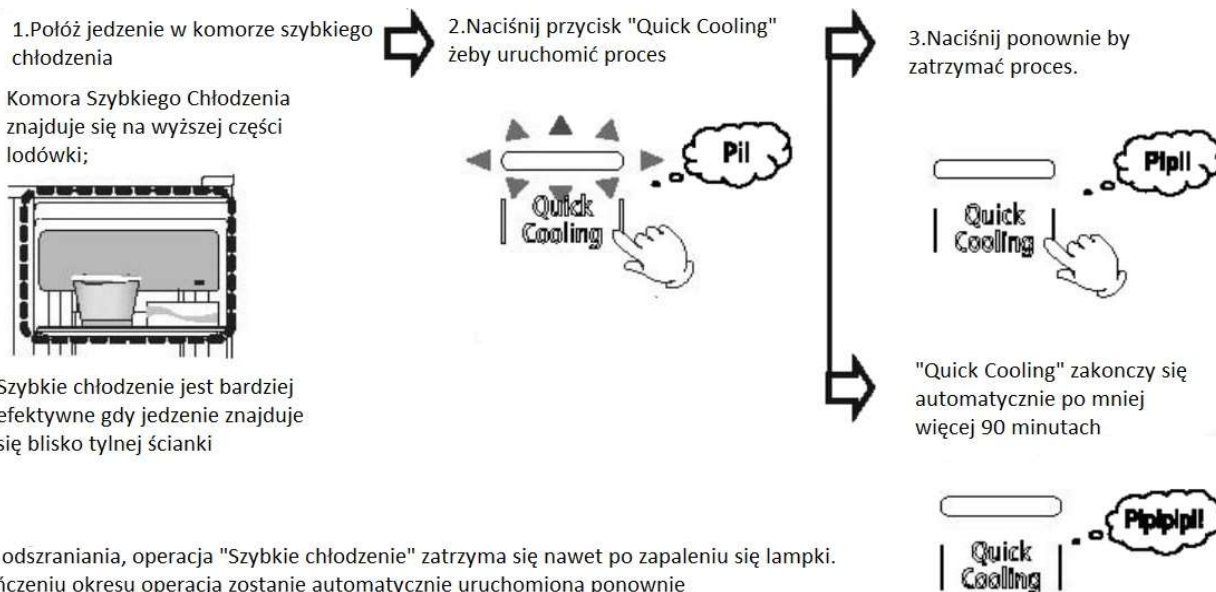 1.Połóż jedzenie w komorze szybkiego
chłodzenia
Komora Szybkiego Chłodzenia
znajduje się na wyższej części
lodówki;
Szybkie chłodzenie jest bardziej
efektywne gdy jedzenie znajduje
się blisko tylnej ścianki
2.Naciśnij przycisk "Quick Cooling"
żeby uruchomić proces
Pi!
Quick
Cooling
3.Naciśnij ponownie by
zatrzymać proces.
Pipi!
Quick
Cooling
"Quick Cooling" zakonczy się
automatycznie po mniej
więcej 90 minutach
Pipipipi!
Quick
Cooling
odszraniania, operacja "Szybkie chłodzenie" zatrzyma się nawet po zapaleniu się lampki.
okresu operacja zostanie automatycznie uruchomiona ponownie